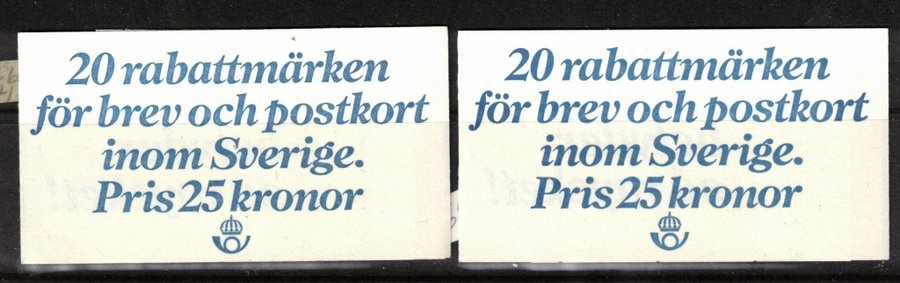 20 rabattmärken
för brev och postkort
inom Sverige.
Pris 25 kronor
20 rabattmärken
för brev och postkort
inom Sverige.
Pris 25 kronor